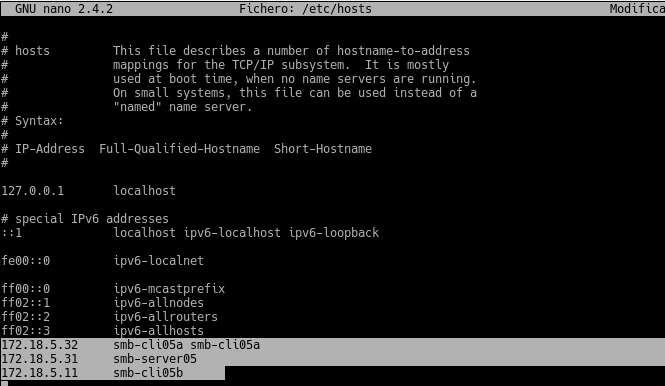 GNU nano 2.4.2 Fichero: /etc/hosts Modifica
#
# hosts This file describes a number of hostname-to-address
# mappings for the TCP/IP subsystem. It is mostly
# used at boot time, when no name servers are running.
# On small systems, this file can be used instead of a
# "named" name server.
# Syntax:
#
# IP-Address Full-Qualified-Hostname Short-Hostname
#
127.0.0.1 localhost
# special IPv6 addresses
::1 localhost ipv6-localhost ipv6-loopback
fe00::0 ipv6-localnet
ff00::0 ipv6-mcastprefix
ff02::1 ipv6-allnodes
ff02::2 ipv6-allrouters
ff02::3 ipv6-allhosts
172.18.5.32 smb-cli05a smb-cli05a
172.18.5.31 smb-server05
172.18.5.11 smb-cli05b